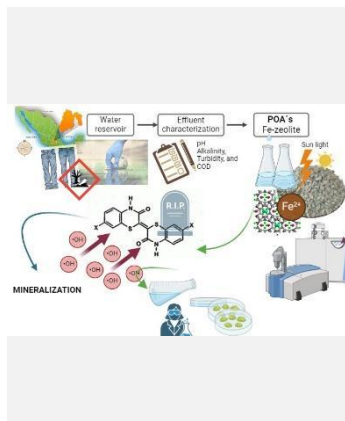 Water
reservoir
Effluent
characterization
POA´s
Fe-zeolite
pH
Alkalinity,
Turbidity, and
COD
Sun light
Fe²⁺
R.I.P.
H
N
O
X
S
S
X
O
N
H
•OH
•OH
•OH
•OH
•OH
•OH
MINERALIZATION